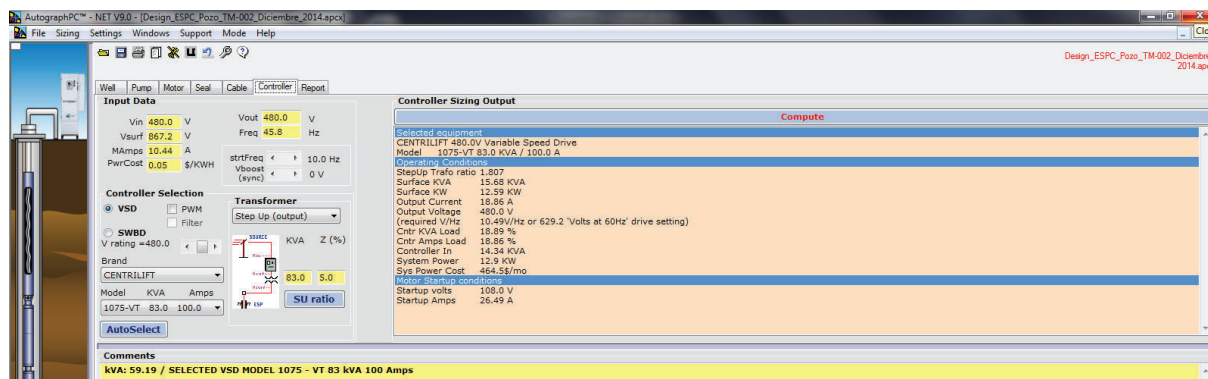 AutographPC™ - NET V9.0 - [Design_ESPC_Pozo_TM-002_Diciembre_2014.apcx]
File Sizing Settings Windows Support Mode Help
Clo
Design_ESPC_Pozo_TM-002_Diciembre
2014.apc
Well Pump Motor Seal Cable Controller Report
Input Data
Vin 480.0 V
Vsurf 867.2 V
MAmps 10.44 A
PwrCost 0.05 $/KWH
Vout 480.0 V
Freq 45.8 Hz
strtFreq 10.0 Hz
Vboost (sync) 0 V
Controller Selection
VSD PWM
Filter
SWBD
V rating =480.0
Brand
CENTRILIFT
Model KVA Amps
1075-VT 83.0 100.0
AutoSelect
Transformer
Step Up (output)
SOURCE
KVA Z (%)
83.0 5.0
ESP
SU ratio
Controller Sizing Output
Compute
Selected equipment
CENTRILIFT 480.0V Variable Speed Drive
Model 1075-VT 83.0 KVA / 100.0 A
Operating Conditions
StepUp Trafo ratio 1.807
Surface KVA 15.68 KVA
Surface KW 12.59 KW
Output Current 18.86 A
Output Voltage 480.0 V
(required V/Hz 10.49V/Hz or 629.2 'Volts at 60Hz' drive setting)
Cntr KVA Load 18.89 %
Cntr Amps Load 18.86 %
Controller In 14.34 KVA
System Power 12.9 KW
Sys Power Cost 464.5$/mo
Motor Startup conditions
Startup volts 108.0 V
Startup Amps 26.49 A
Comments
kVA: 59.19 / SELECTED VSD MODEL 1075 - VT 83 kVA 100 Amps